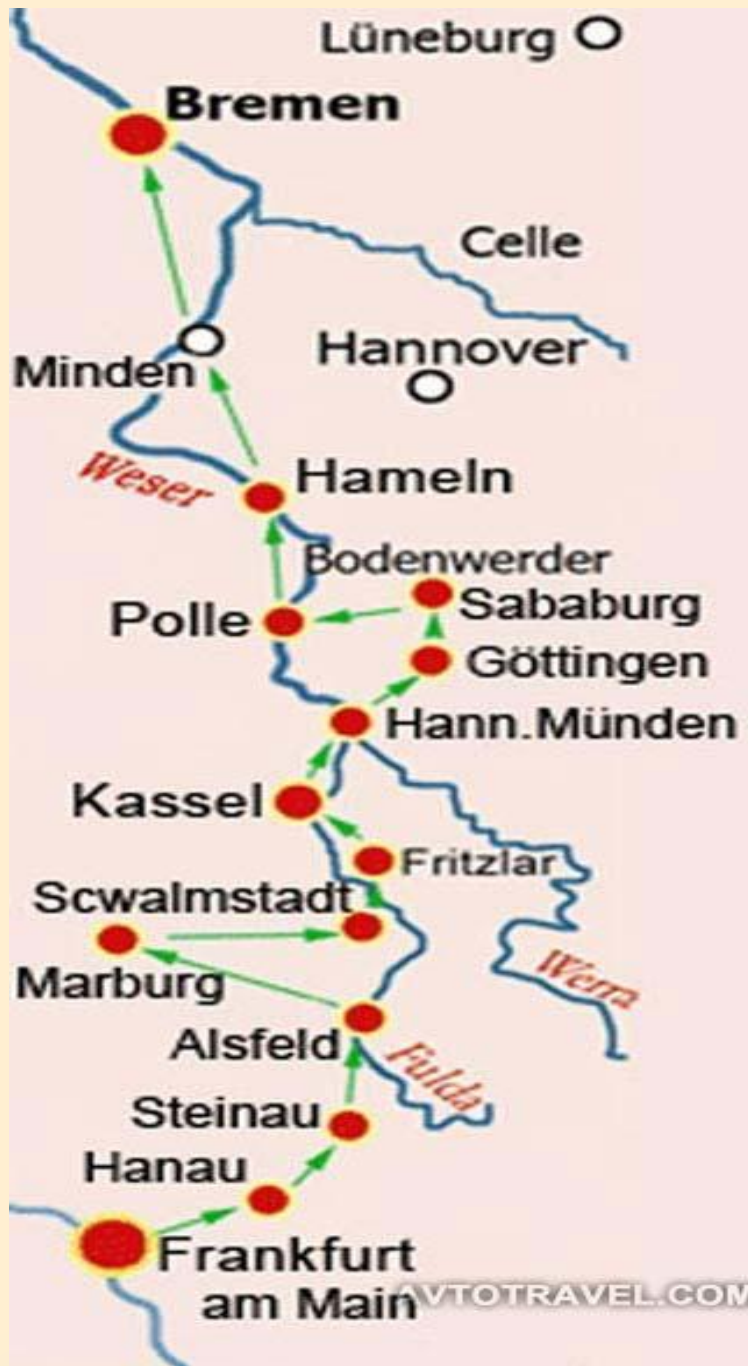 Lüneburg
Bremen
Celle
Hannover
Minden
Weser
Hameln
Bodenwerder
Sababurg
Polle
Göttingen
Hann.Münden
Kassel
Fritzlar
Scwalmstadt
Werra
Marburg
Alsfeld
Fulda
Steinau
Hanau
Frankfurt
am Main
AVTOTRAVEL.COM